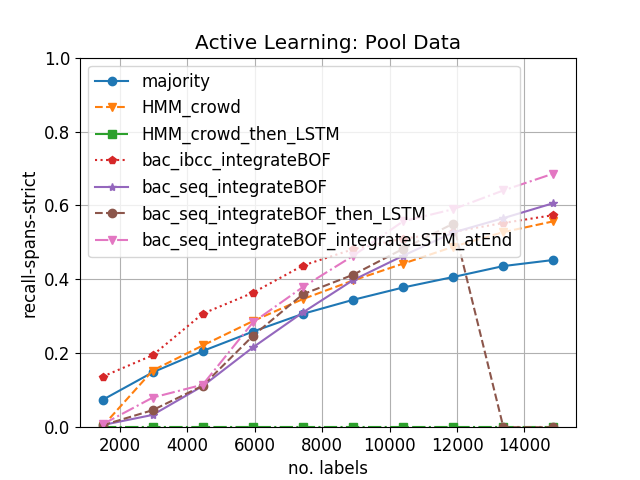 Active Learning: Pool Data
1.0
0.8
0.6
0.4
0.2
0.0
recall-spans-strict
majority
HMM_crowd
HMM_crowd_then_LSTM
bac_ibcc_integrateBOF
bac_seq_integrateBOF
bac_seq_integrateBOF_then_LSTM
bac_seq_integrateBOF_integrateLSTM_atEnd
2000 4000 6000 8000 10000 12000 14000
no. labels